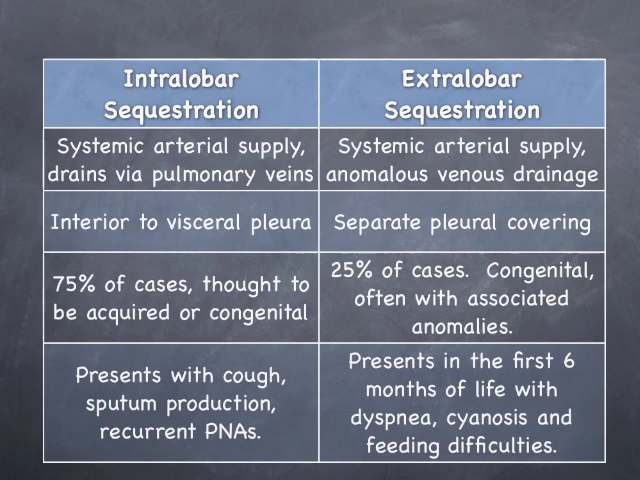 Intralobar
Sequestration
Extralobar
Sequestration
Systemic arterial supply,
drains via pulmonary veins
Systemic arterial supply,
anomalous venous drainage
Interior to visceral pleura
Separate pleural covering
75% of cases, thought to
be acquired or congenital
25% of cases. Congenital,
often with associated
anomalies.
Presents with cough,
sputum production,
recurrent PNAs.
Presents in the first 6
months of life with
dyspnea, cyanosis and
feeding difficulties.